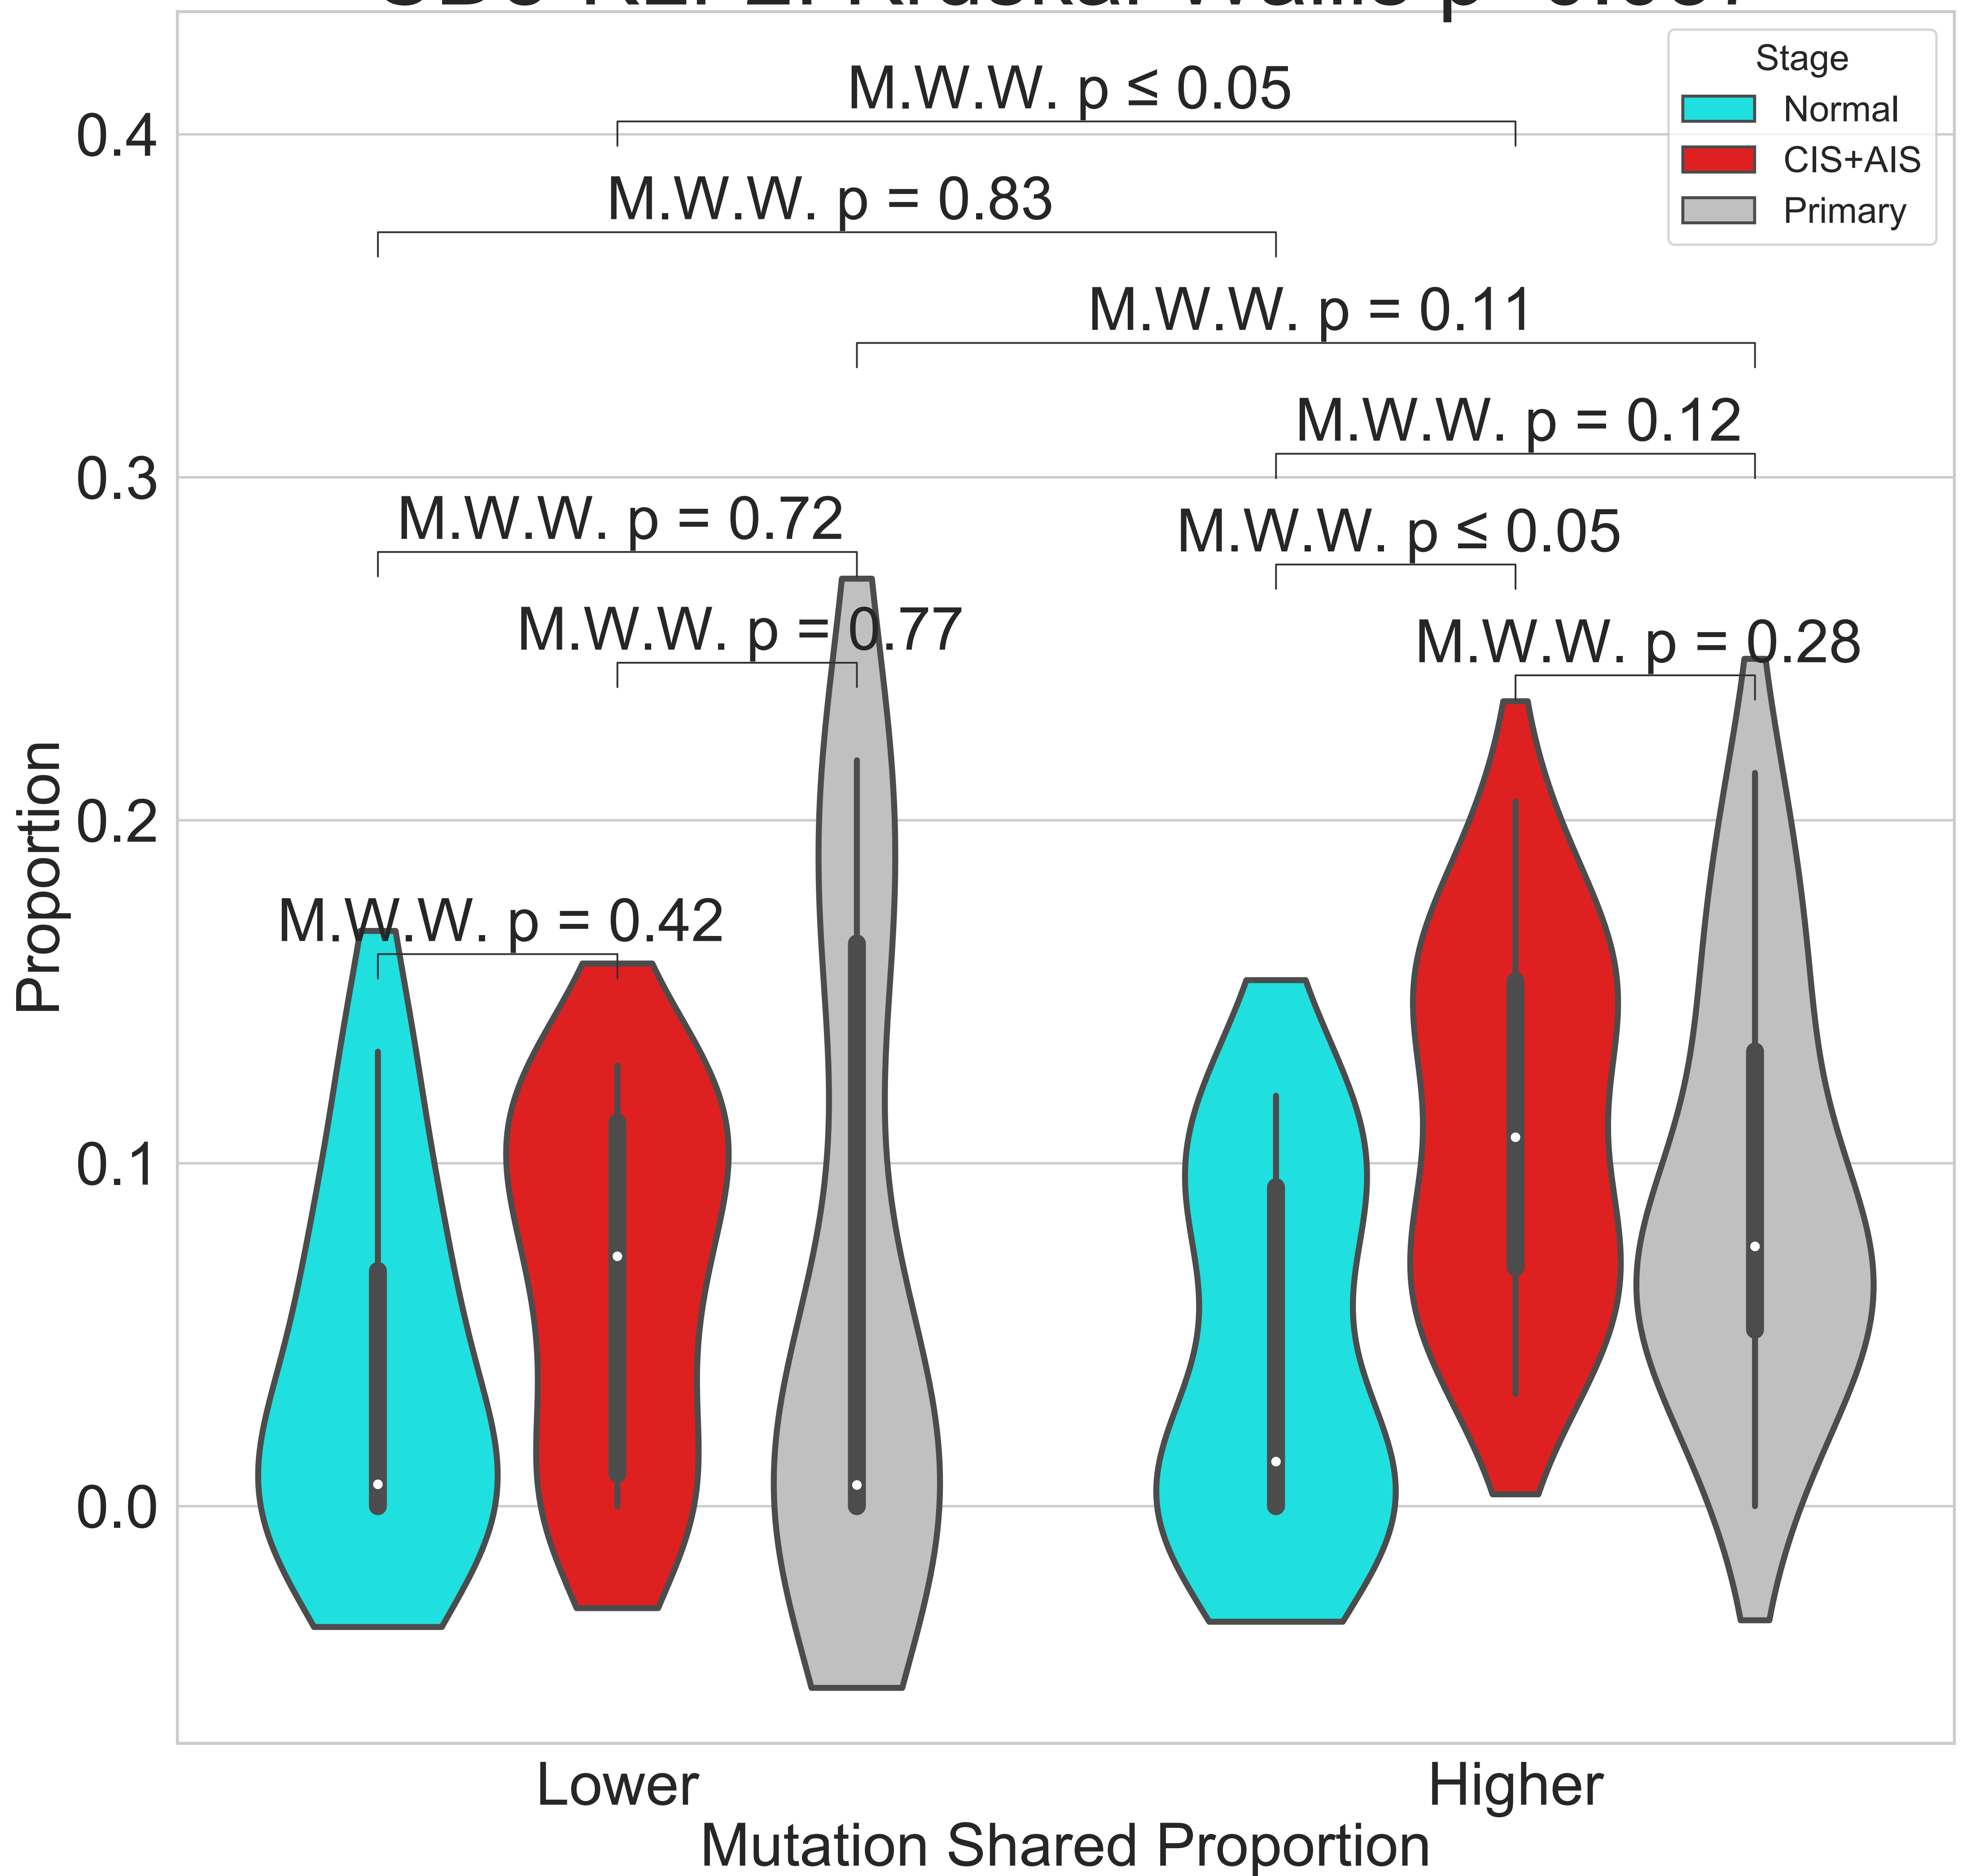 Stage
Normal
CIS+AIS
Primary
M.W.W. p ≤ 0.05
M.W.W. p = 0.83
M.W.W. p = 0.11
M.W.W. p = 0.12
M.W.W. p = 0.72
M.W.W. p ≤ 0.05
M.W.W. p = 0.77
M.W.W. p = 0.28
M.W.W. p = 0.42
0.4
0.3
0.2
0.1
0.0
Proportion
Lower
Higher
Mutation Shared Proportion